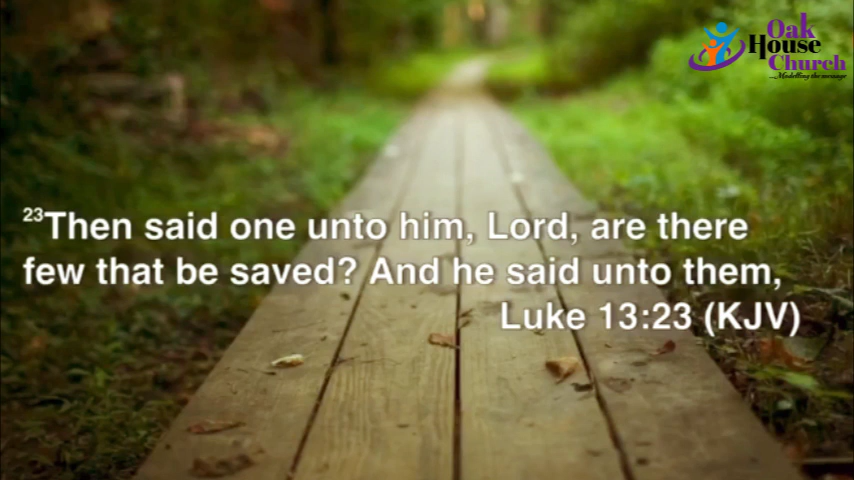 Oak
House
Church
...Modelling the message
23Then said one unto him, Lord, are there
few that be saved? And he said unto them,
Luke 13:23 (KJV)